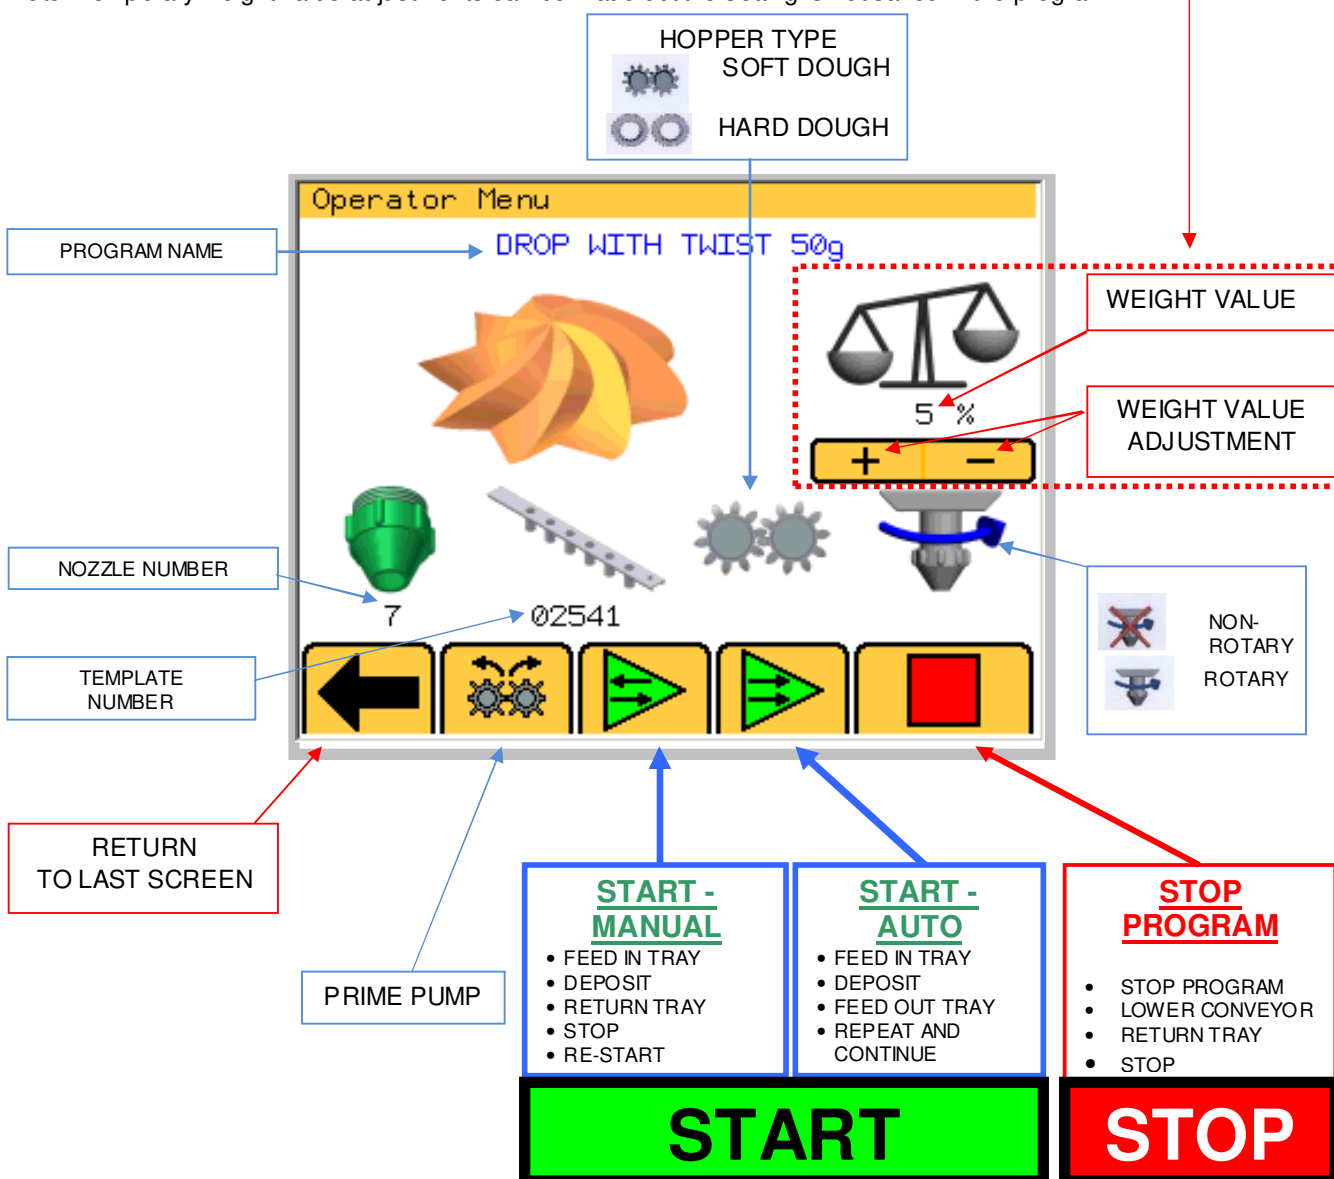 HOPPER TYPE
SOFT DOUGH
HARD DOUGH
Operator Menu
PROGRAM NAME
DROP WITH TWIST 50g
WEIGHT VALUE
5 %
WEIGHT VALUE
ADJUSTMENT
+ −
NOZZLE NUMBER
7
02541
TEMPLATE
NUMBER
NON-
ROTARY
ROTARY
RETURN
TO LAST SCREEN
PRIME PUMP
START -
MANUAL
• FEED IN TRAY
• DEPOSIT
• RETURN TRAY
• STOP
• RE-START
START -
AUTO
• FEED IN TRAY
• DEPOSIT
• FEED OUT TRAY
• REPEAT AND
CONTINUE
STOP
PROGRAM
• STOP PROGRAM
• LOWER CONVEYOR
• RETURN TRAY
• STOP
START
STOP